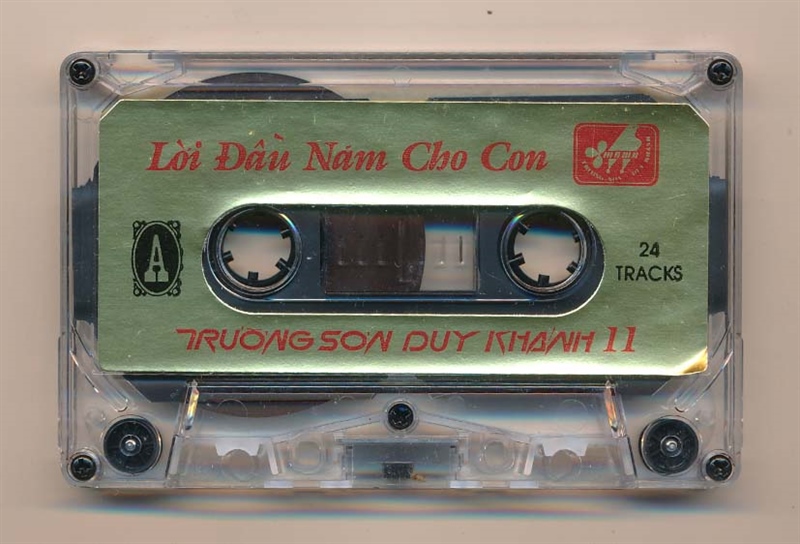 Lời Đầu Năm Cho Con
A
24
TRACKS
TRƯỜNG SƠN DUY KHÁNH 11